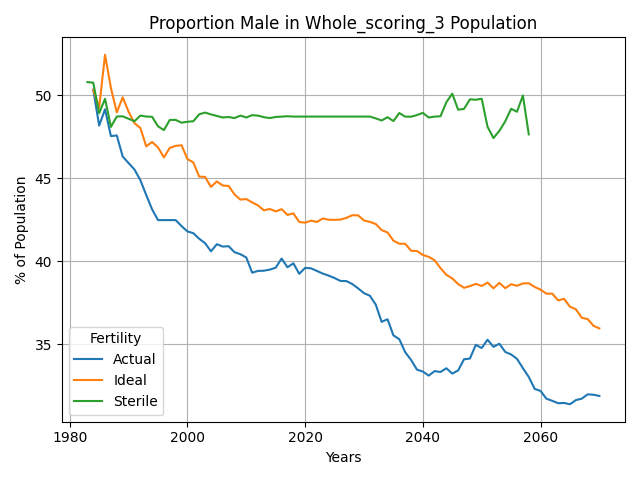 Proportion Male in Whole_scoring_3 Population
% of Population
50
45
40
35
Fertility
Actual
Ideal
Sterile
1980
2000
2020
2040
2060
Years